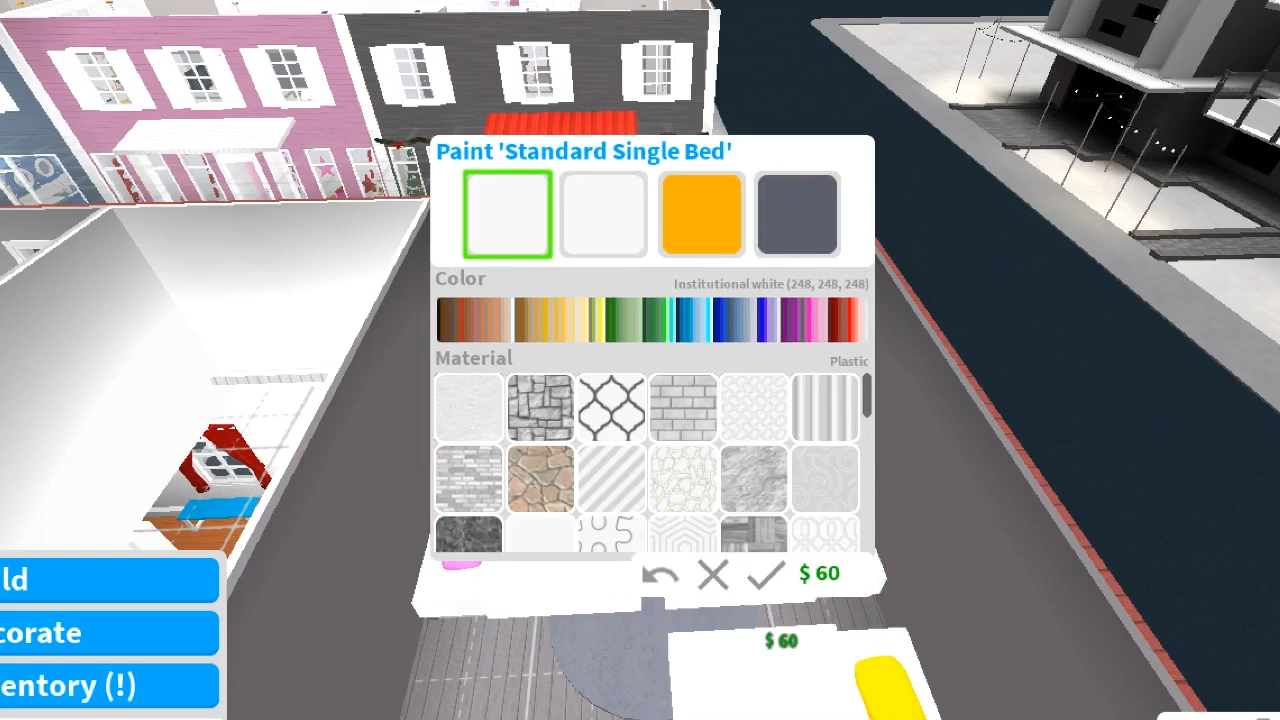 Paint 'Standard Single Bed'
Color
Institutional white (248, 248, 248)
Material
Plastic
$ 60
ld
corate
$ 60
entory (!)